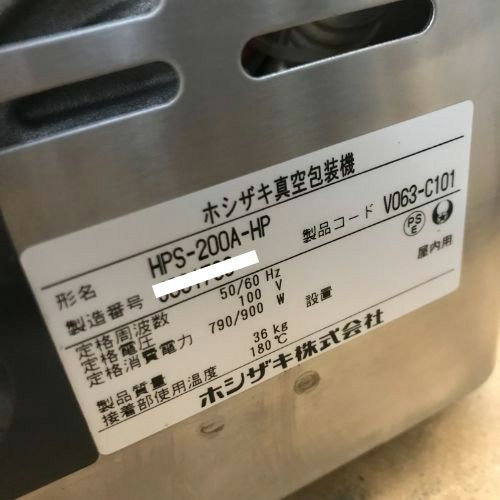 ホシザキ真空包装機
形名 HPS-200A-HP 製品コード V063-C101
製造番号
定格周波数 50/60 Hz
定格電圧 100 V
定格消費電力 790/900 W 設置 屋内用
製品質量 36 kg
接着部使用温度 180℃
ホシザキ株式会社
PS
E